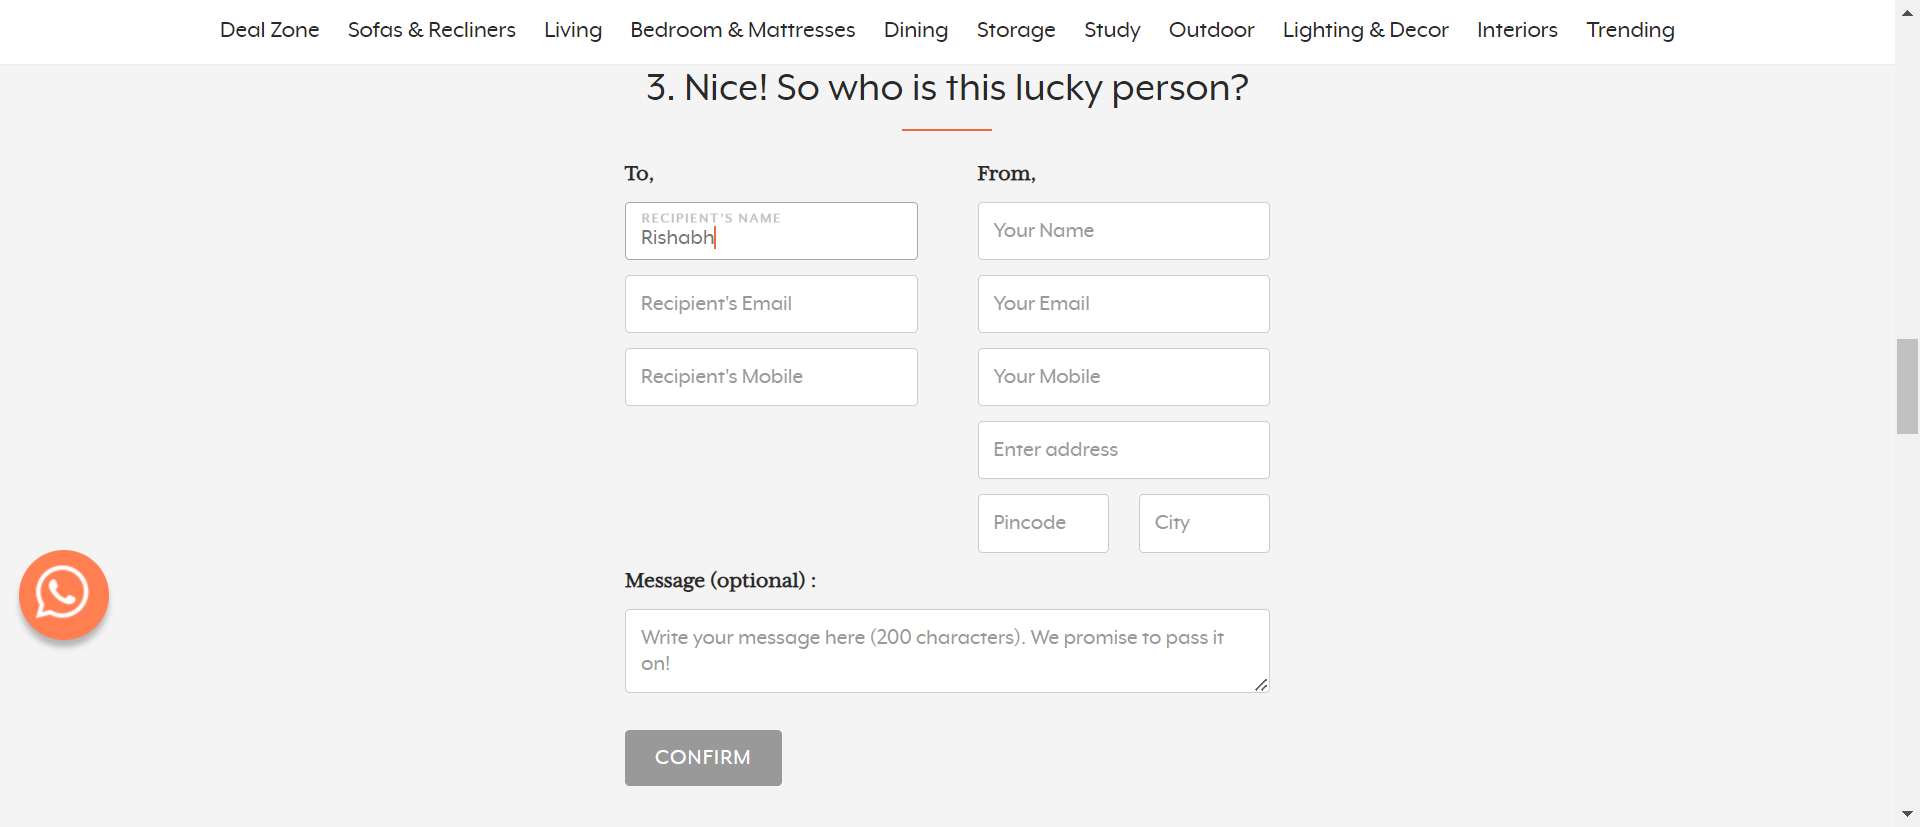 Deal Zone Sofas & Recliners Living Bedroom & Mattresses Dining Storage Study Outdoor Lighting & Decor Interiors Trending
3. Nice! So who is this lucky person?
To,
RECIPIENT'S NAME
Rishabh
Recipient's Email
Recipient's Mobile
From,
Your Name
Your Email
Your Mobile
Enter address
Pincode City
Message (optional) :
Write your message here (200 characters). We promise to pass it
on!
CONFIRM